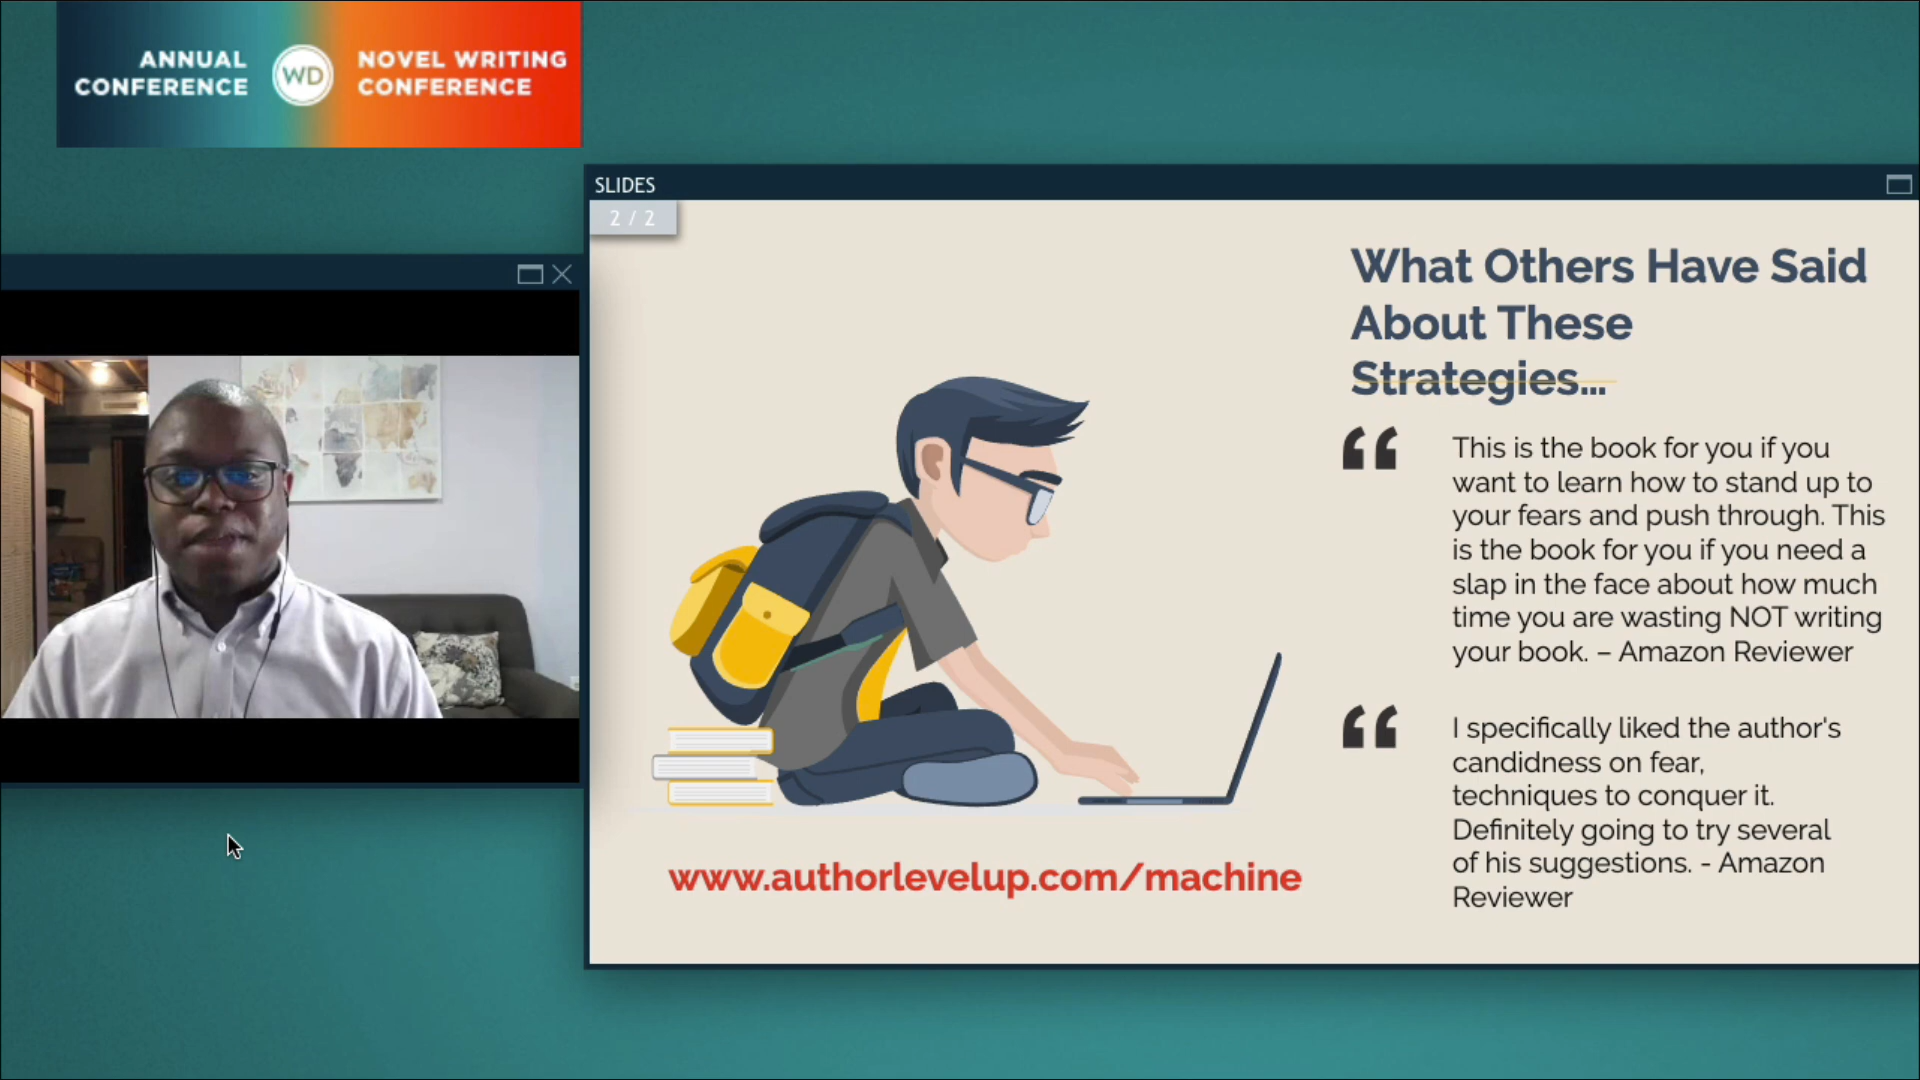 ANNUAL
CONFERENCE
WD
NOVEL WRITING
CONFERENCE
SLIDES
2 / 2
What Others Have Said
About These
Strategies...
This is the book for you if you
want to learn how to stand up to
your fears and push through. This
is the book for you if you need a
slap in the face about how much
time you are wasting NOT writing
your book. – Amazon Reviewer
I specifically liked the author's
candidness on fear,
techniques to conquer it.
Definitely going to try several
of his suggestions. - Amazon
Reviewer
www.authorlevelup.com/machine